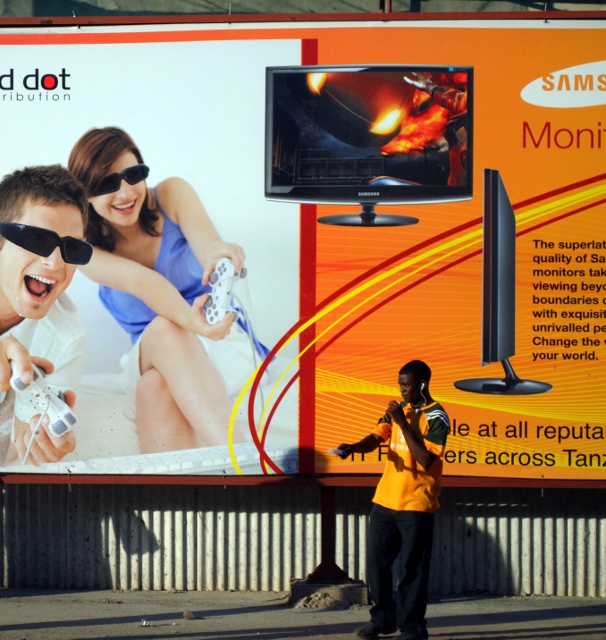 d dot
ribution
SAMS
Moni
SAMSUNG
The superlat
quality of Sa
monitors tak
viewing beyo
boundaries o
with exquisit
unrivalled pe
Change the v
your world.
le at all reputa
ers across Tanz